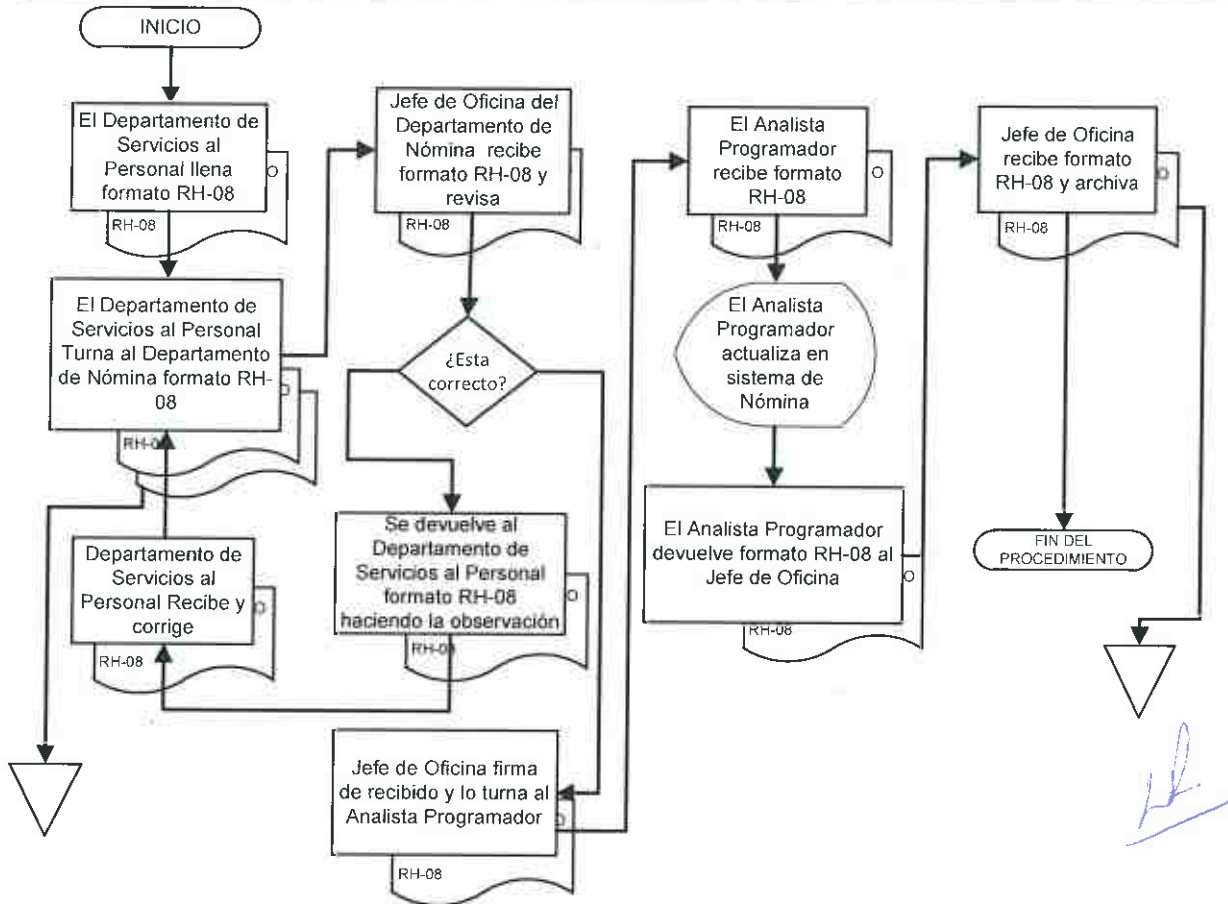 INICIO
El Departamento de
Servicios al
Personal llena
formato RH-08
O
RH-08
El Departamento de
Servicios al Personal
Turna al Departamento
de Nómina formato RH-
08
O
Departamento de
Servicios al
Personal Recibe y
corrige
O
RH-08
Jefe de Oficina del
Departamento de
Nómina recibe
formato RH-08 y
revisa
RH-08
¿Esta
correcto?
Se devuelve al
Departamento de
Servicios al Personal
formato RH-08
haciendo la observación
O
Jefe de Oficina firma
de recibido y lo turna al
Analista Programador
O
RH-08
El Analista
Programador
recibe formato
RH-08
O
RH-08
El Analista
Programador
actualiza en
sistema de
Nómina
El Analista Programador
devuelve formato RH-08 al
Jefe de Oficina
O
RH-08
Jefe de Oficina
recibe formato
RH-08 y archiva
O
RH-08
FIN DEL
PROCEDIMIENTO